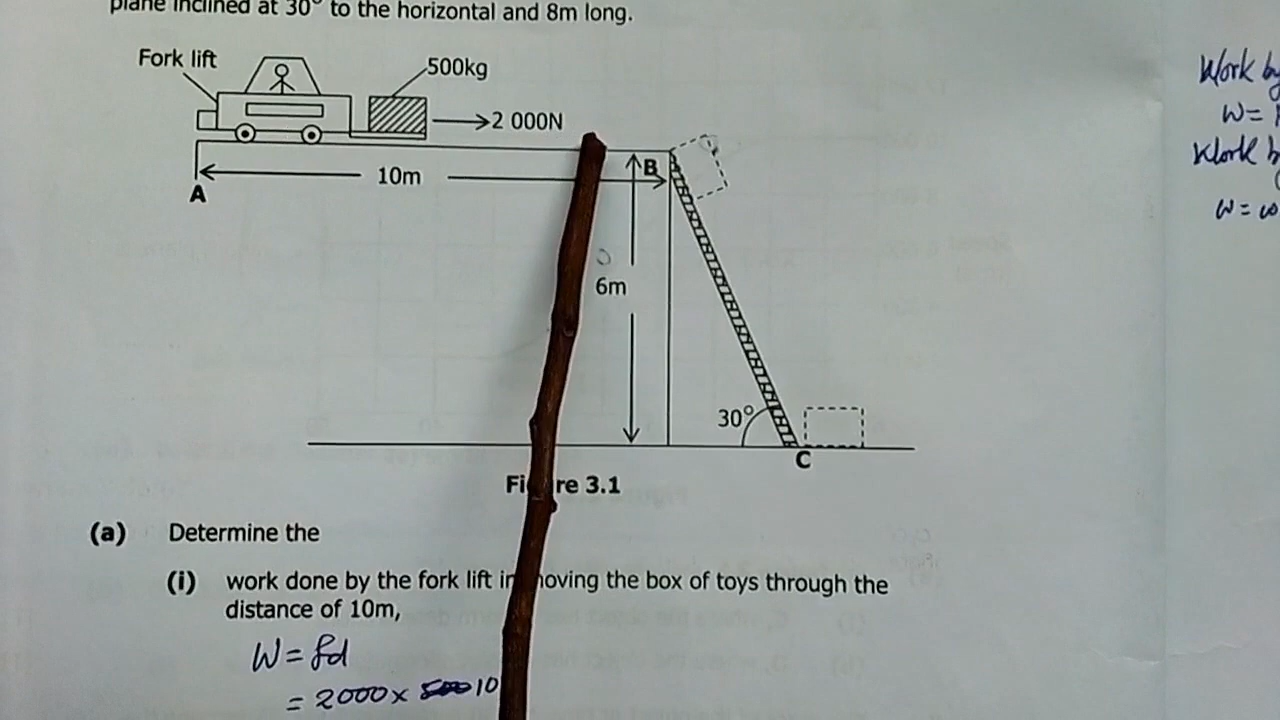 plane inclined at 30° to the horizontal and 8m long.
Fork lift
500kg
2 000N
10m
B
A
6m
30°
C
Fi re 3.1
(a) Determine the
(i) work done by the fork lift in moving the box of toys through the
distance of 10m,
W = fd
= 2000 x 10
Work by
W =
Work b
W = w